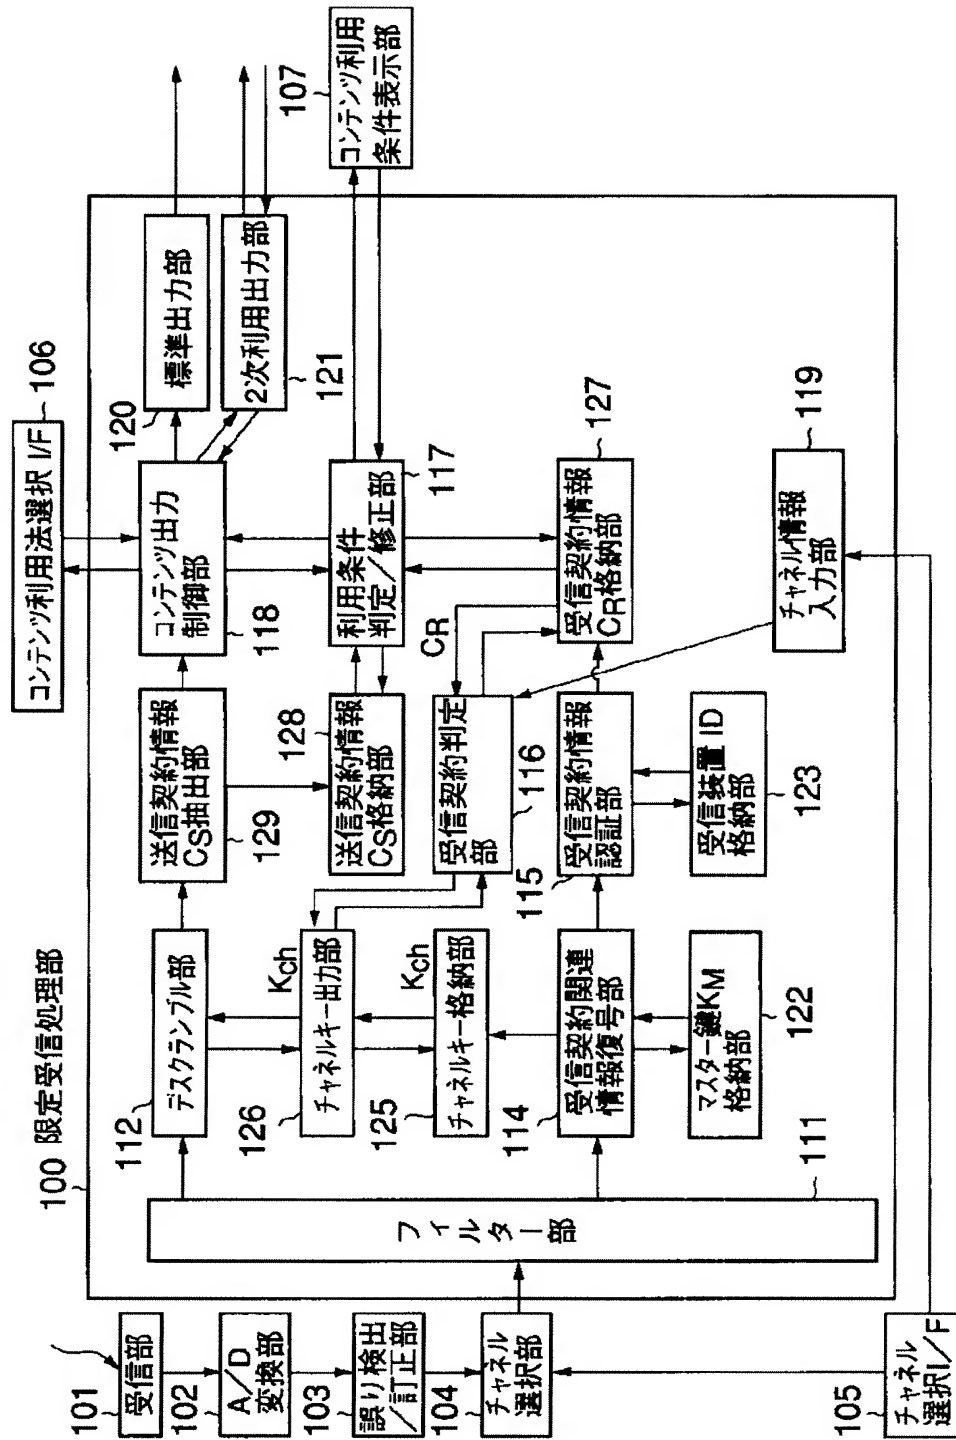 100 限定受信処理部
101
受信部
102
A/D
変換部
103
誤り検出
/訂正部
104
チャネル
選択部
105
チャネル
選択I/F
フィルター部
111
112
デスクランブル部
Kch
126
チャネルキー出力部
Kch
125
チャネルキー格納部
114
受信契約関連
情報復号部
マスター鍵KM
格納部
122
送信契約情報
CS抽出部
129
128
送信契約情報
CS格納部
CR
受信契約判定
部
116
115
受信契約情報
認証部
受信装置ID
格納部
123
コンテンツ利用法選択 I/F
106
コンテンツ出力
制御部
118
利用条件
判定/修正部
117
受信契約情報
CR格納部
127
チャネル情報
入力部
119
120
標準出力部
2次利用出力部
121
107
コンテンツ利用
条件表示部